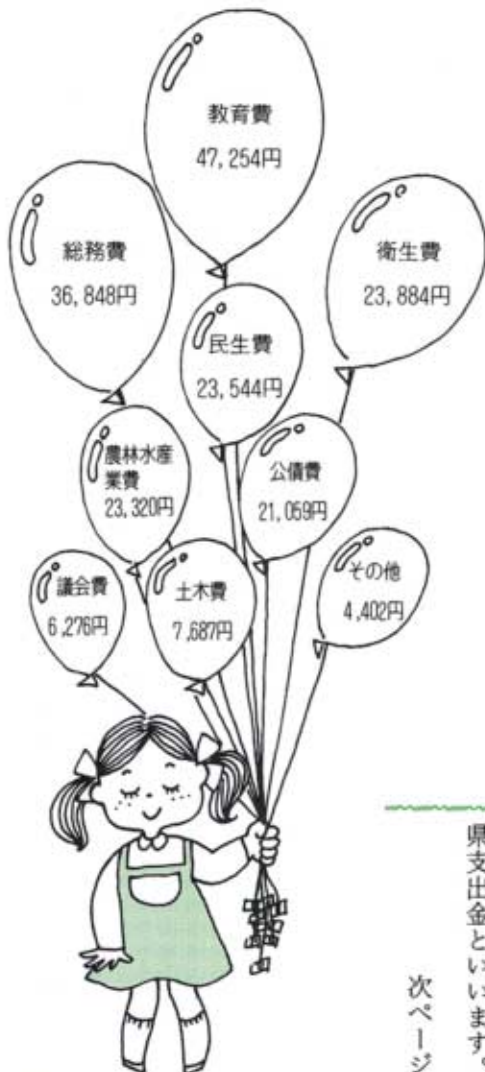 教育費
47,254円
総務費
36,848円
衛生費
23,884円
民生費
23,544円
農林水産
業費
23,320円
公債費
21,059円
議会費
6,276円
土木費
7,687円
その他
4,402円
県支出金といいます。
次ページ